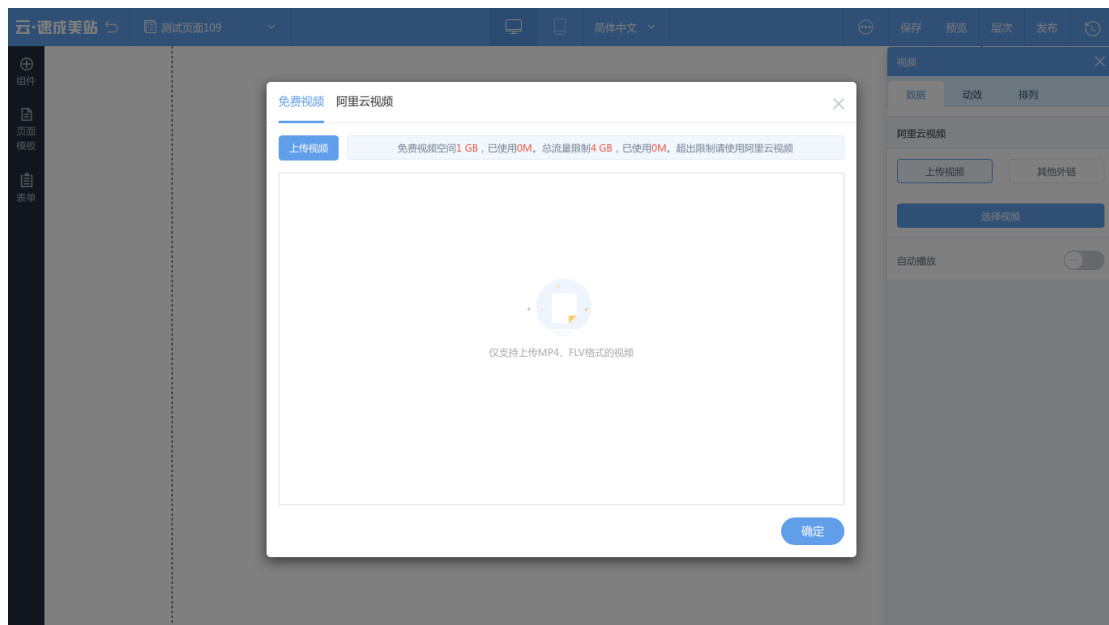 云·速成美站
测试页面109
简体中文
保存
预览
层次
发布
组件
页面
模板
表单
免费视频 阿里云视频
上传视频
免费视频空间1 GB，已使用0M。总流量限制4 GB，已使用0M。超出限制请使用阿里云视频
仅支持上传MP4、FLV格式的视频
确定
视频
数据 动效 排列
阿里云视频
上传视频 其他外链
选择视频
自动播放